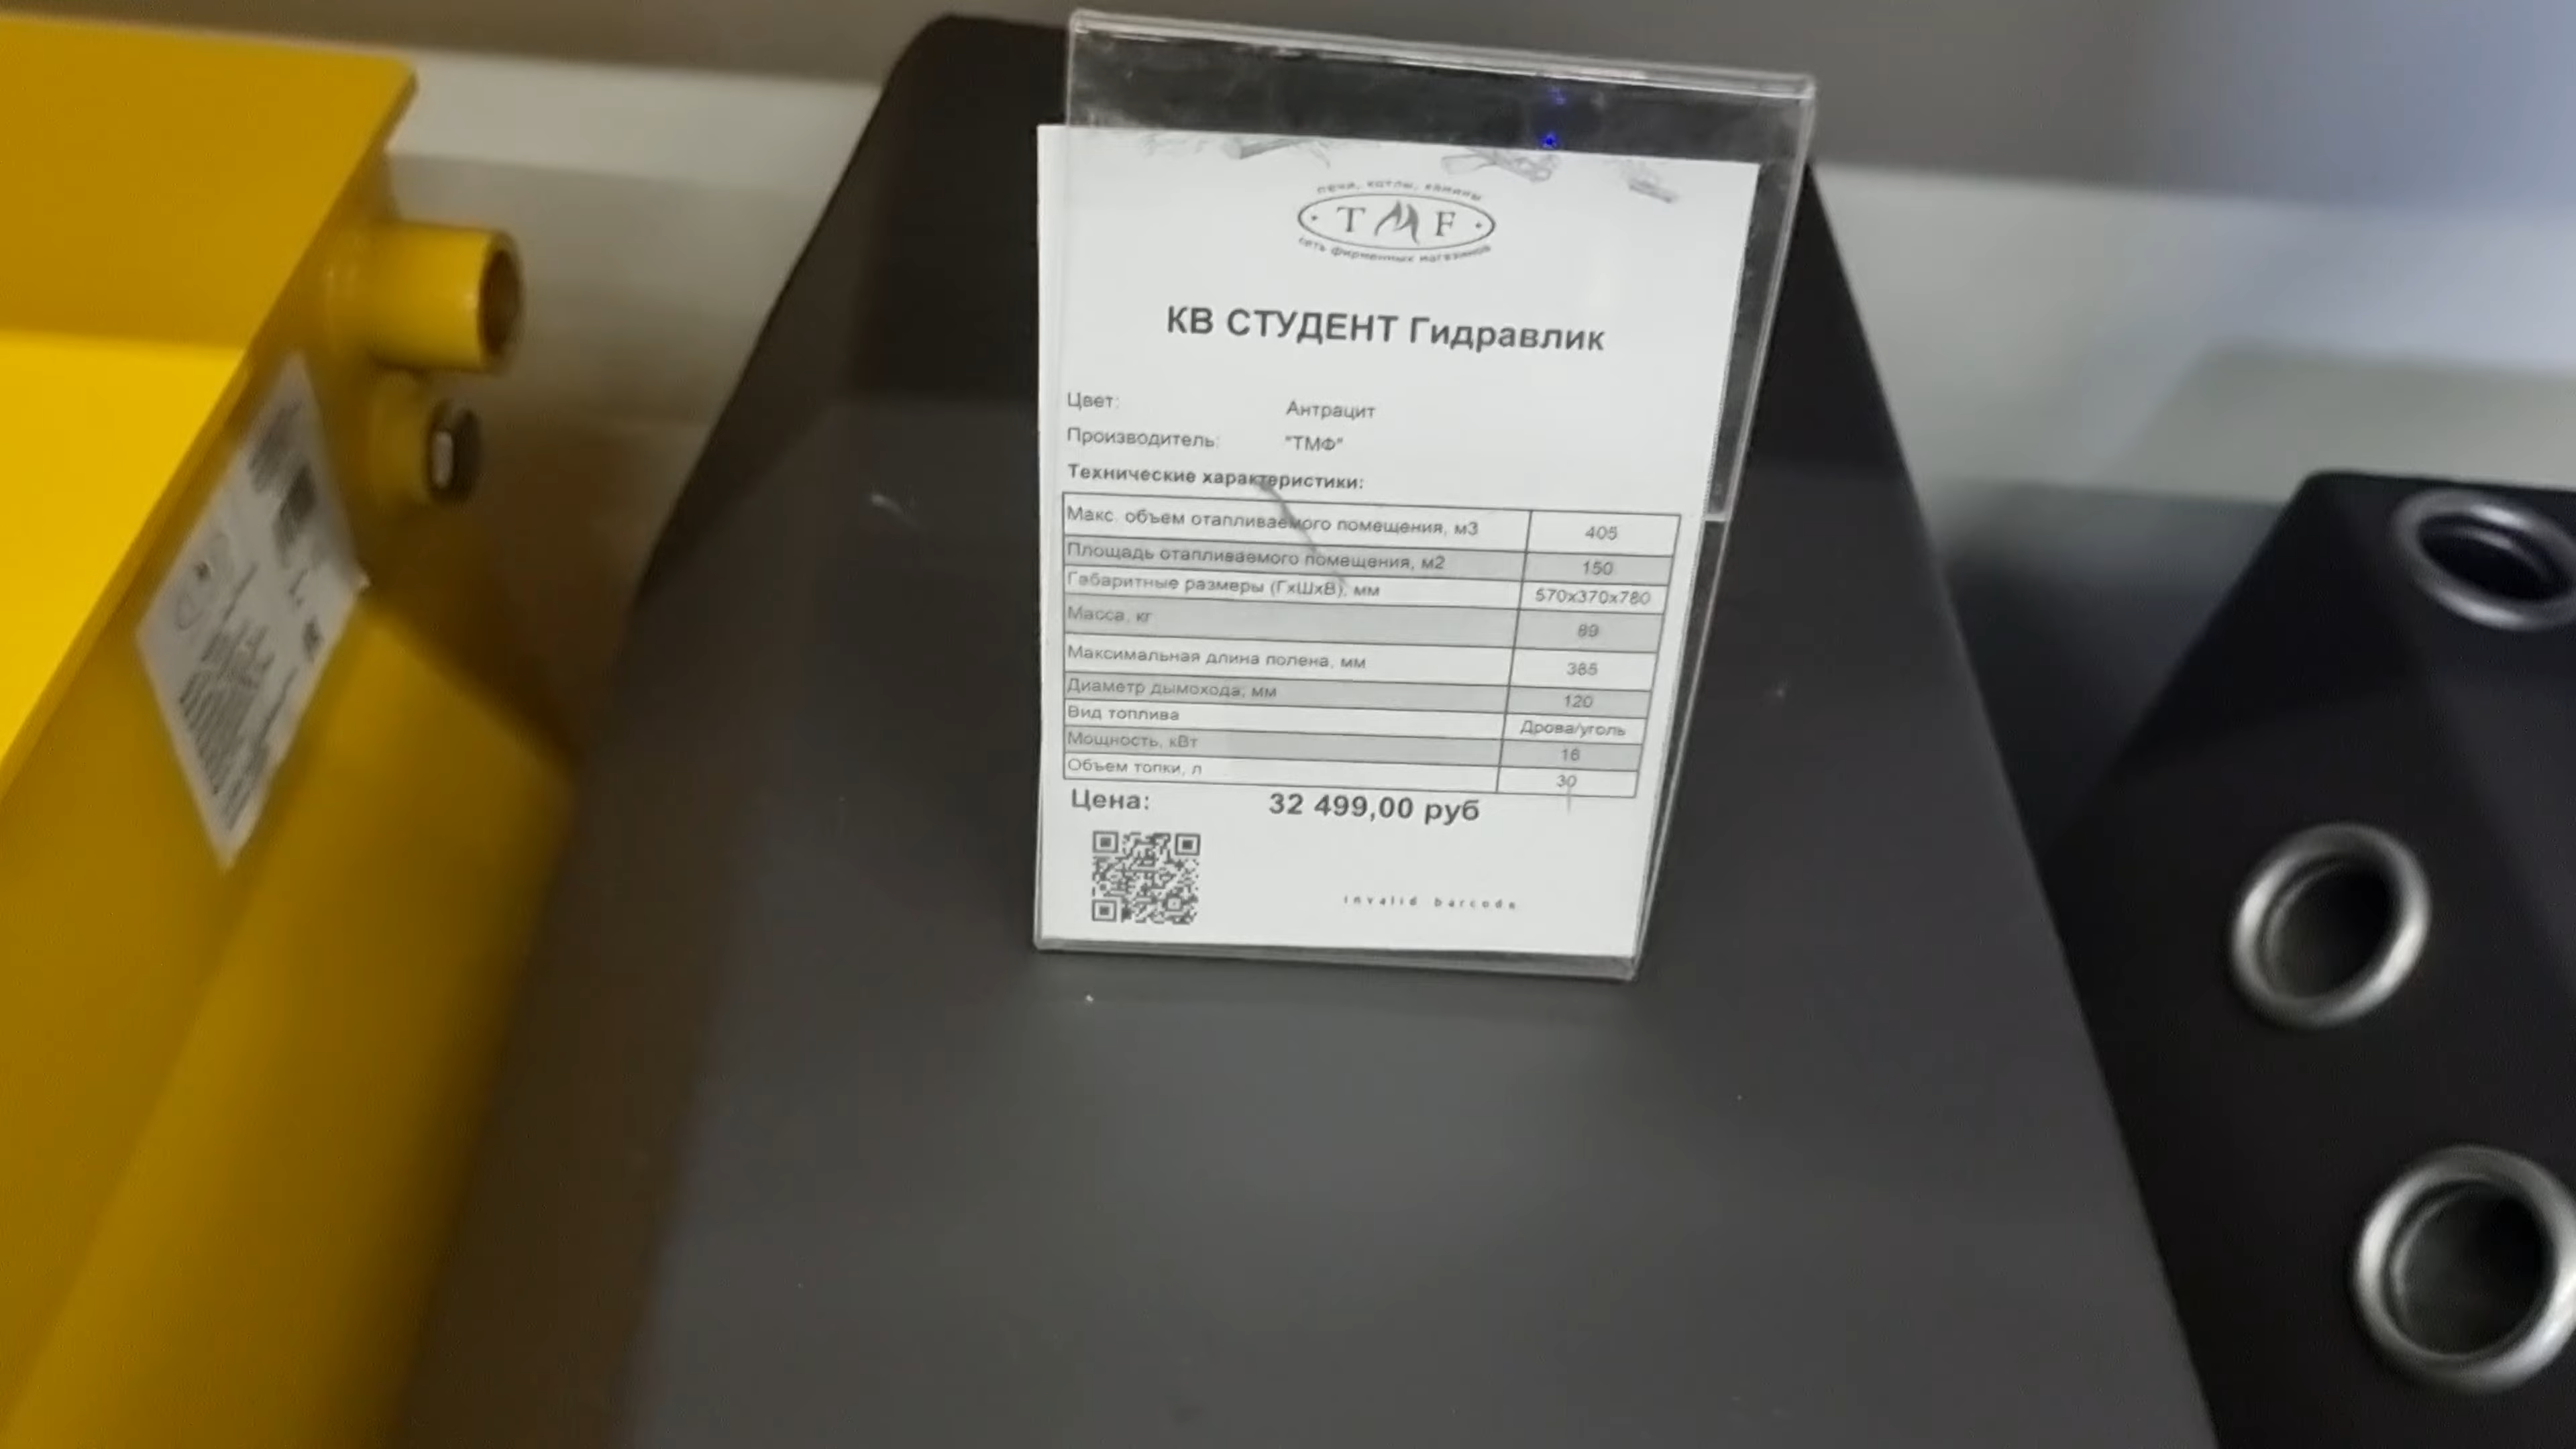 печи, котлы, камины
TMF
сеть фирменных магазинов
КВ СТУДЕНТ Гидравлик
Цвет: Антрацит
Производитель: "ТМФ"
Технические характеристики:
Макс. объем отапливаемого помещения, м3 405
Площадь отапливаемого помещения, м2 150
Габаритные размеры (ГхШхВ), мм 570х370х780
Масса, кг 89
Максимальная длина полена, мм 385
Диаметр дымохода, мм 120
Вид топлива Дрова/уголь
Мощность, кВт 16
Объем топки, л 30
Цена: 32 499,00 руб
invalid barcode